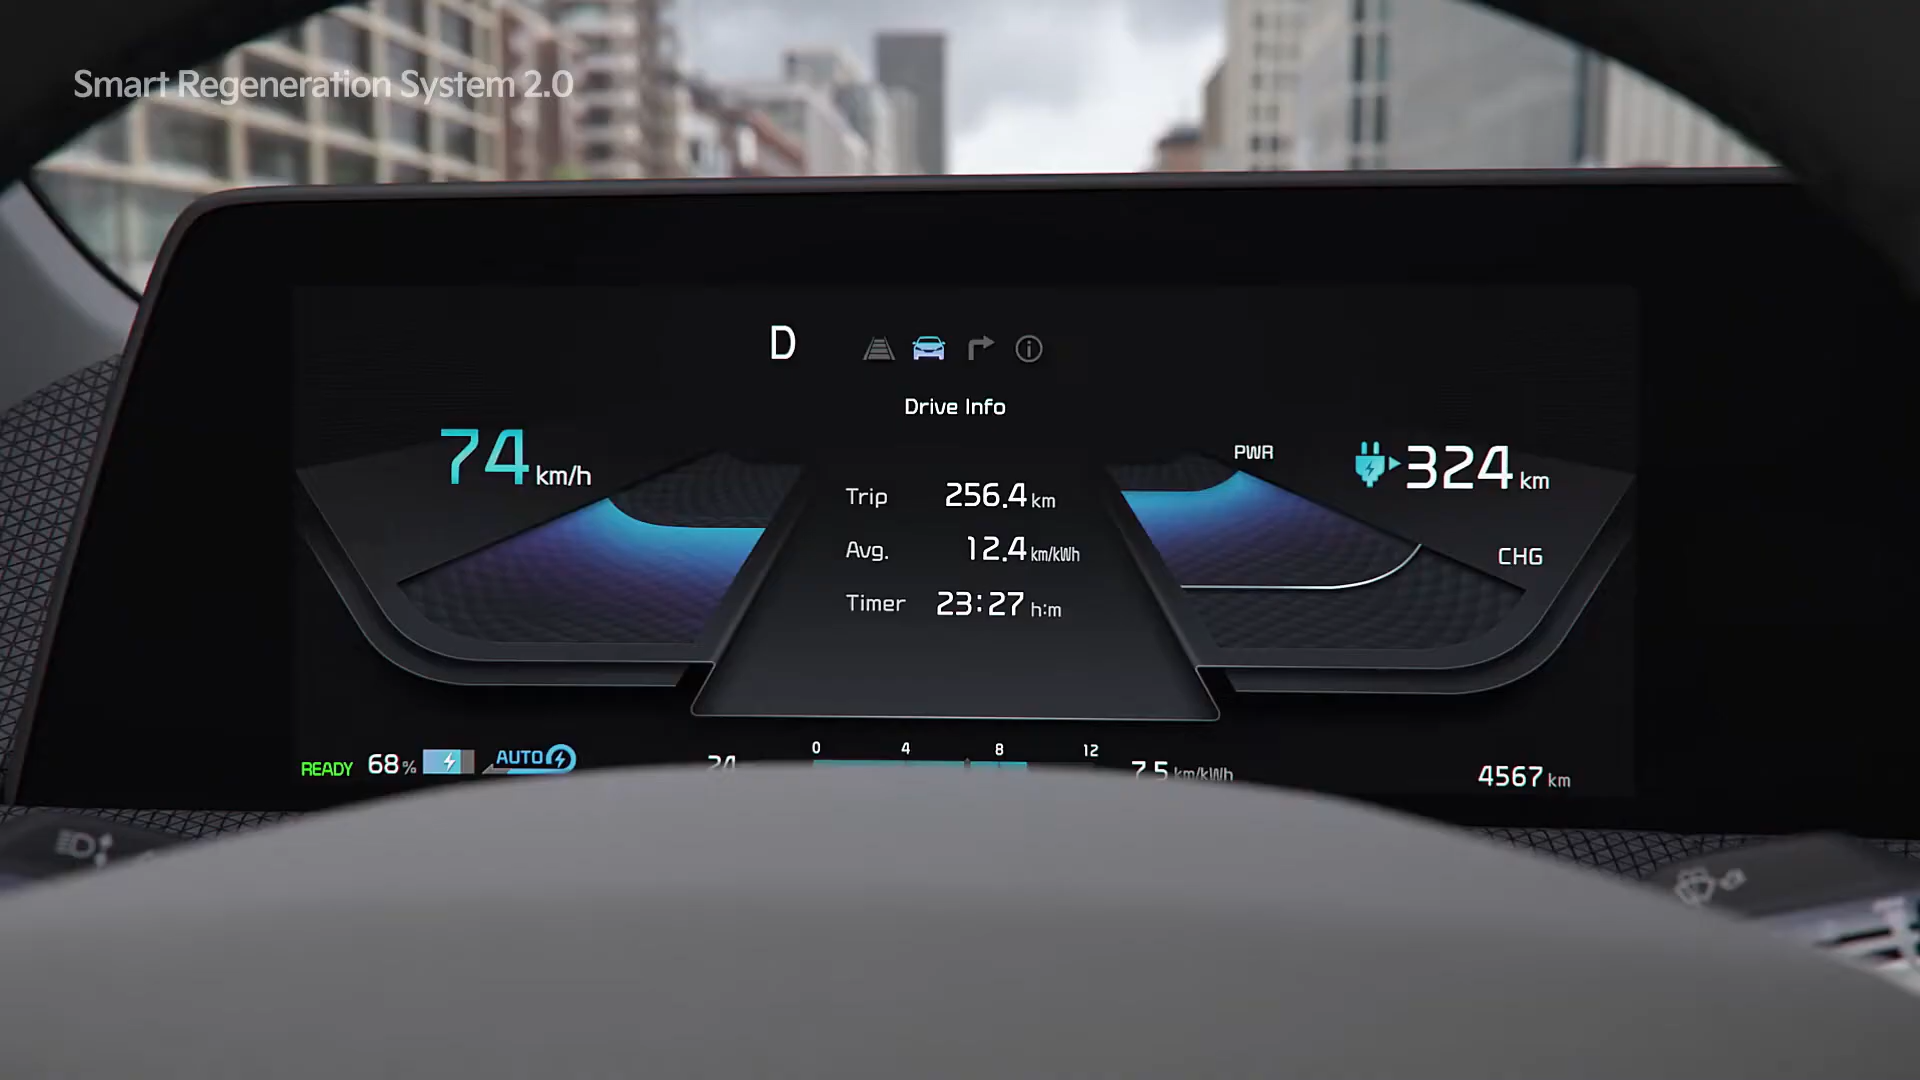 Smart Regeneration System 2.0
D
Drive Info
74 km/h
PWR
324 km
Trip 256.4 km
Avg. 12.4 km/kWh
CHG
Timer 23:27 h:m
0 4 8 12
READY 68% AUTO
7.5 km/kWh
4567 km